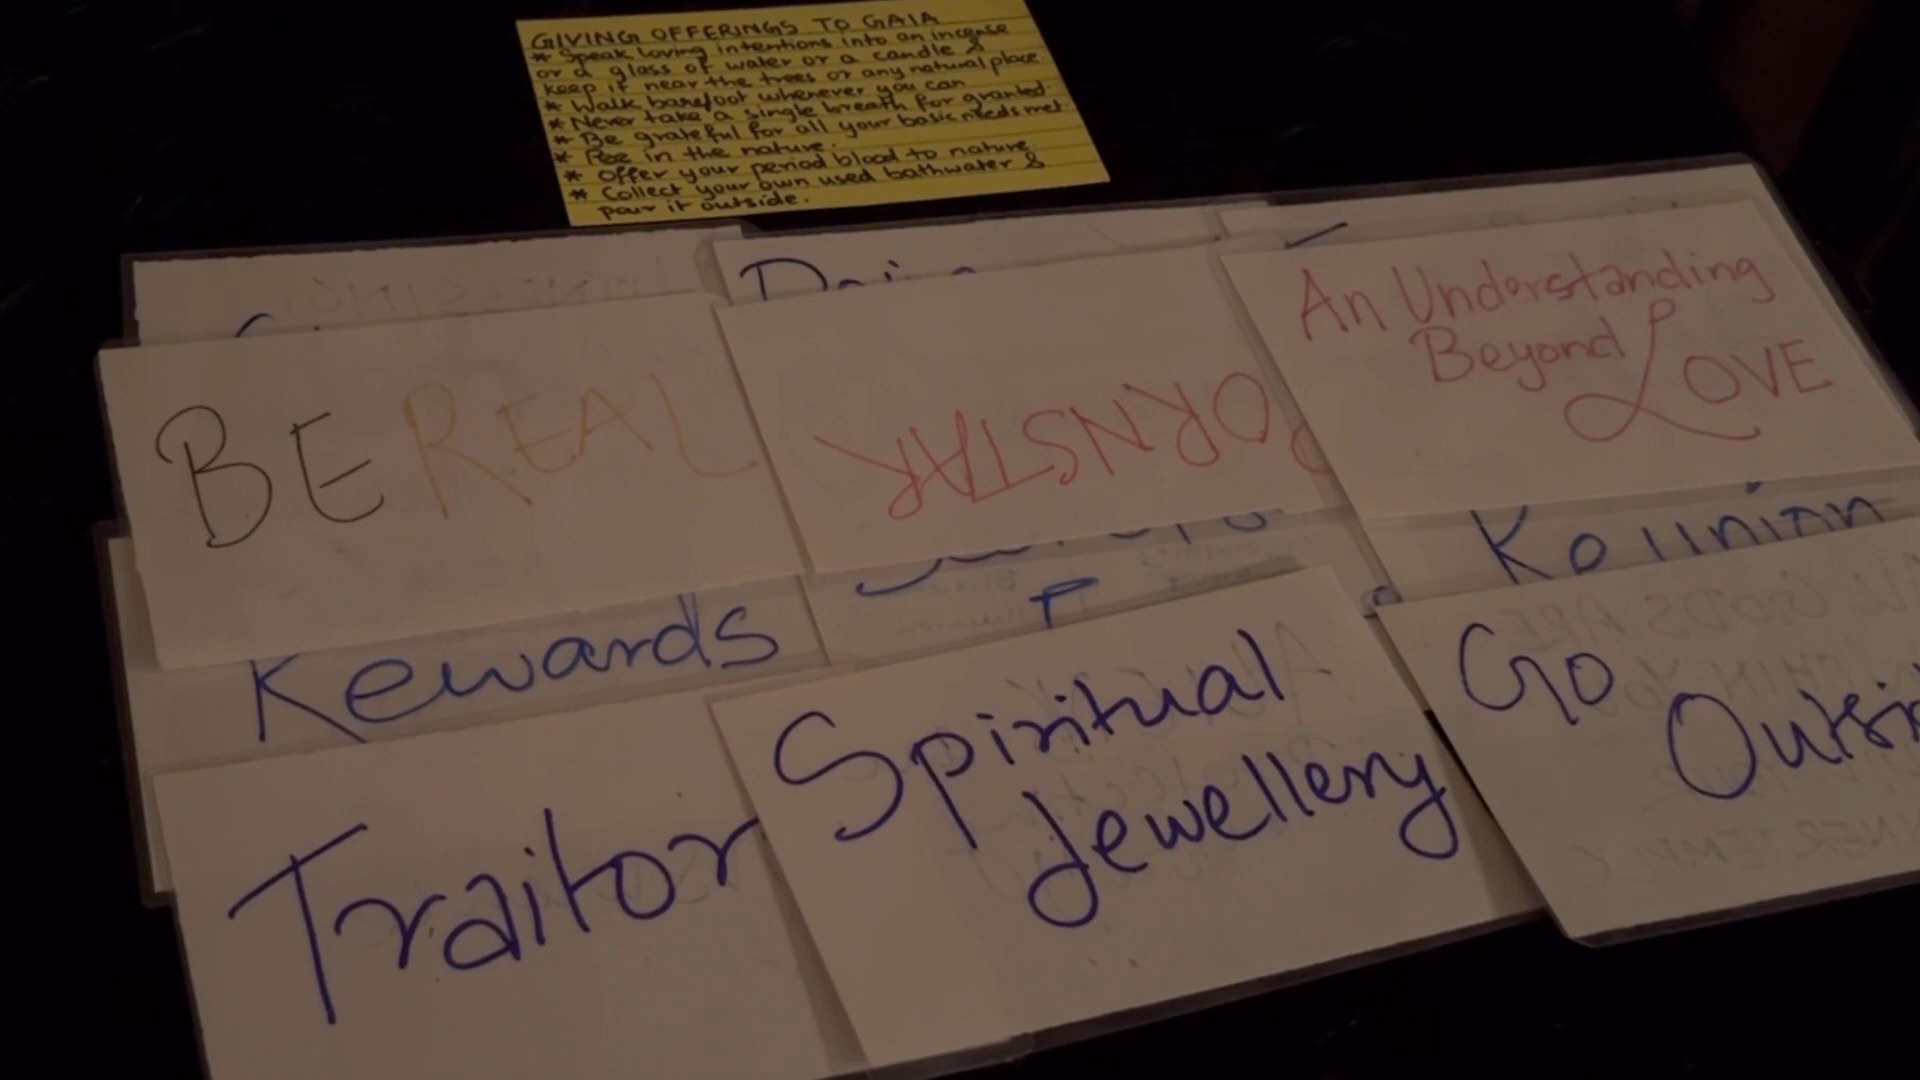 GIVING OFFERINGS TO GAIA
* Speak loving intentions into an incense
or a glass of water or a candle &
keep it near the trees or any natural place.
* Walk barefoot wherever you can
* Never take a single breath for granted.
* Be grateful for all your basic needs met.
* Pee in the nature.
* Offer your period blood to nature.
* Collect your own used bathwater &
pour it outside.
BE REAL
PORNSTAR
An Understanding
Beyond
LOVE
Rewards
Reunion
Traitor
Spiritual
Jewellery
Go